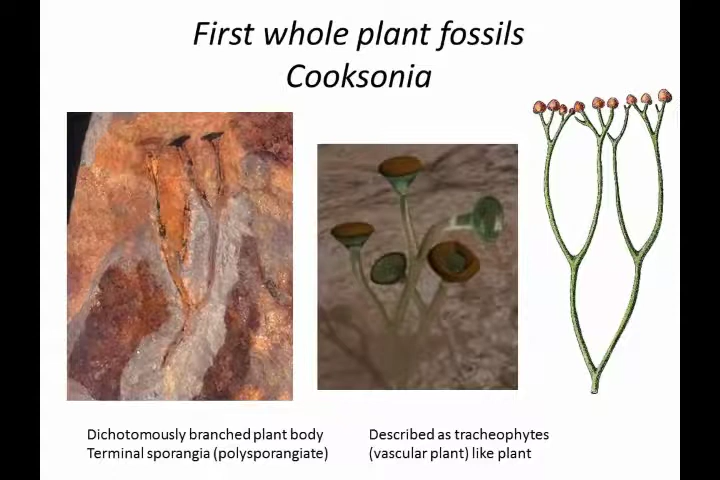 First whole plant fossils
Cooksonia
Dichotomously branched plant body
Terminal sporangia (polysporangiate)
Described as tracheophytes
(vascular plant) like plant